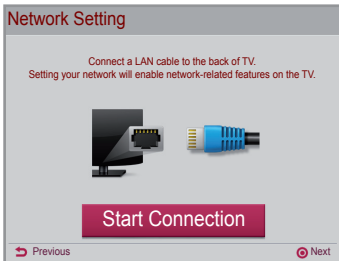 Network Setting
Connect a LAN cable to the back of TV.
Setting your network will enable network-related features on the TV.
Start Connection
Previous
Next